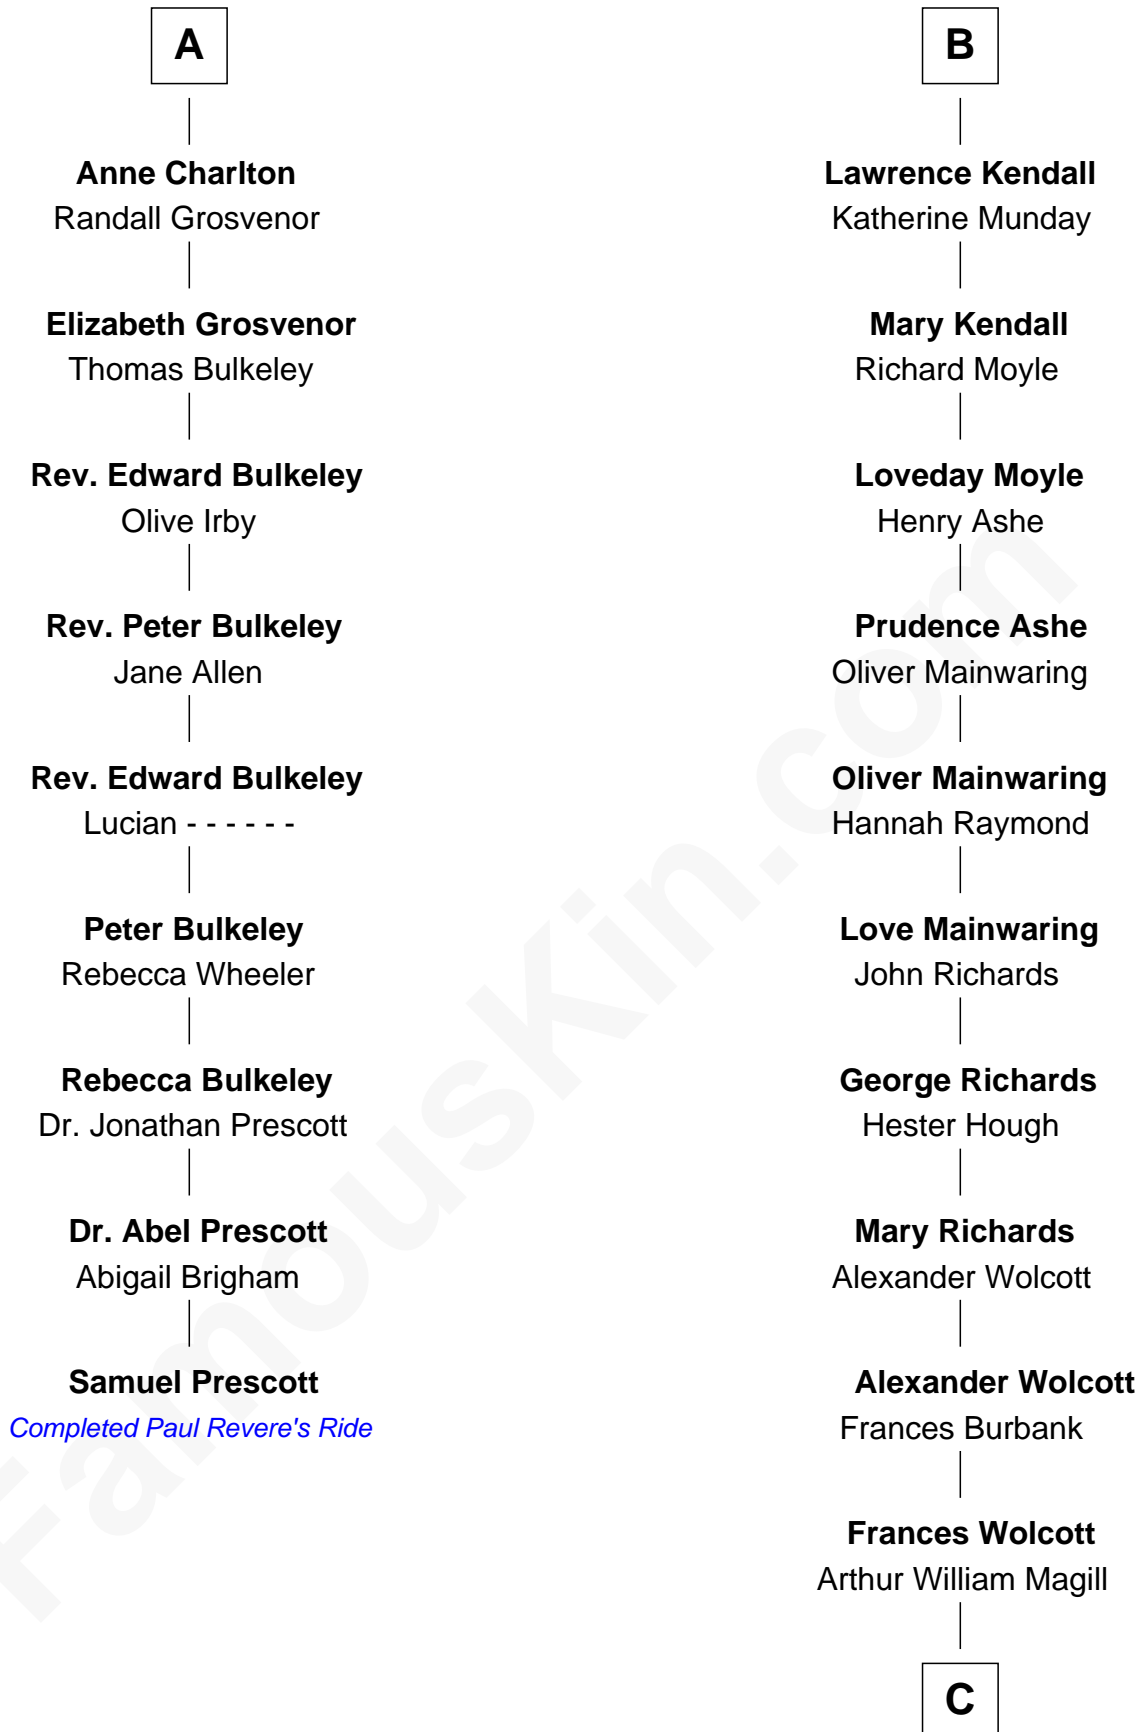 A
Anne Charlton
Randall Grosvenor
Elizabeth Grosvenor
Thomas Bulkeley
Rev. Edward Bulkeley
Olive Irby
Rev. Peter Bulkeley
Jane Allen
Rev. Edward Bulkeley
Lucian - - - - - -
Peter Bulkeley
Rebecca Wheeler
Rebecca Bulkeley
Dr. Jonathan Prescott
Dr. Abel Prescott
Abigail Brigham
Samuel Prescott
Completed Paul Revere's Ride
B
Lawrence Kendall
Katherine Munday
Mary Kendall
Richard Moyle
Loveday Moyle
Henry Ashe
Prudence Ashe
Oliver Mainwaring
Oliver Mainwaring
Hannah Raymond
Love Mainwaring
John Richards
George Richards
Hester Hough
Mary Richards
Alexander Wolcott
Alexander Wolcott
Frances Burbank
Frances Wolcott
Arthur William Magill
C
FamousKin.com